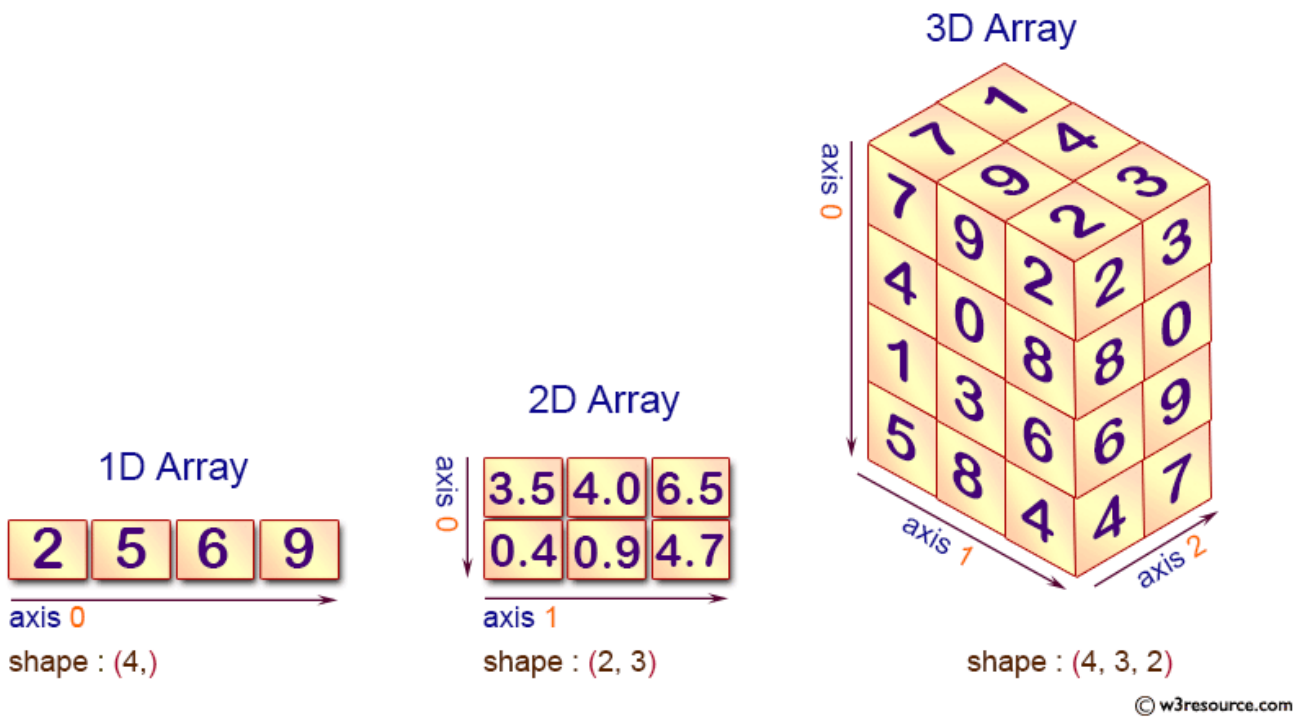 1D Array
2 5 6 9
axis 0
shape : (4,)
2D Array
axis 0
3.5 4.0 6.5
0.4 0.9 4.7
axis 1
shape : (2, 3)
3D Array
1
7 4
9 3
2
axis 0
7 9 2 2 3
4 0 8 8 0
1 3 6 6 9
5 8 4 4 7
axis 1
axis 2
shape : (4, 3, 2)
© w3resource.com